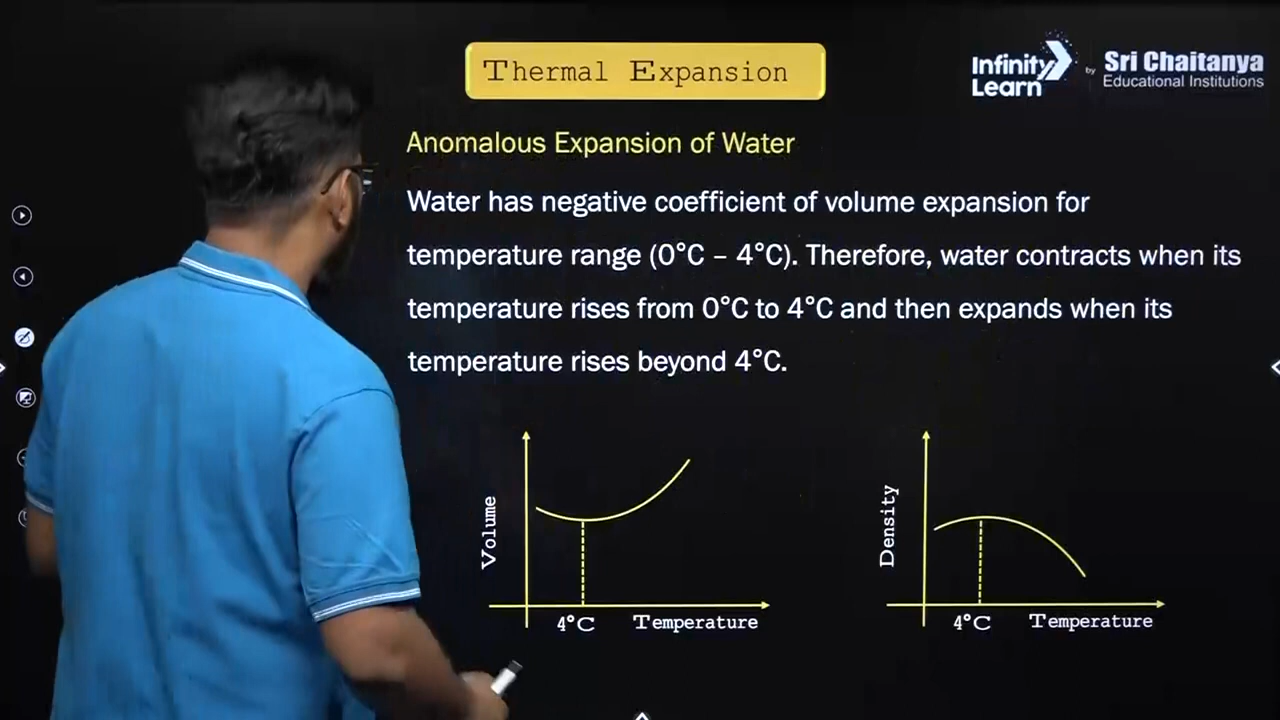 Thermal Expansion
Infinity Learn
by
Sri Chaitanya
Educational Institutions
Anomalous Expansion of Water
Water has negative coefficient of volume expansion for
temperature range (0°C – 4°C). Therefore, water contracts when its
temperature rises from 0°C to 4°C and then expands when its
temperature rises beyond 4°C.
Volume
4°C
Temperature
Density
4°C
Temperature